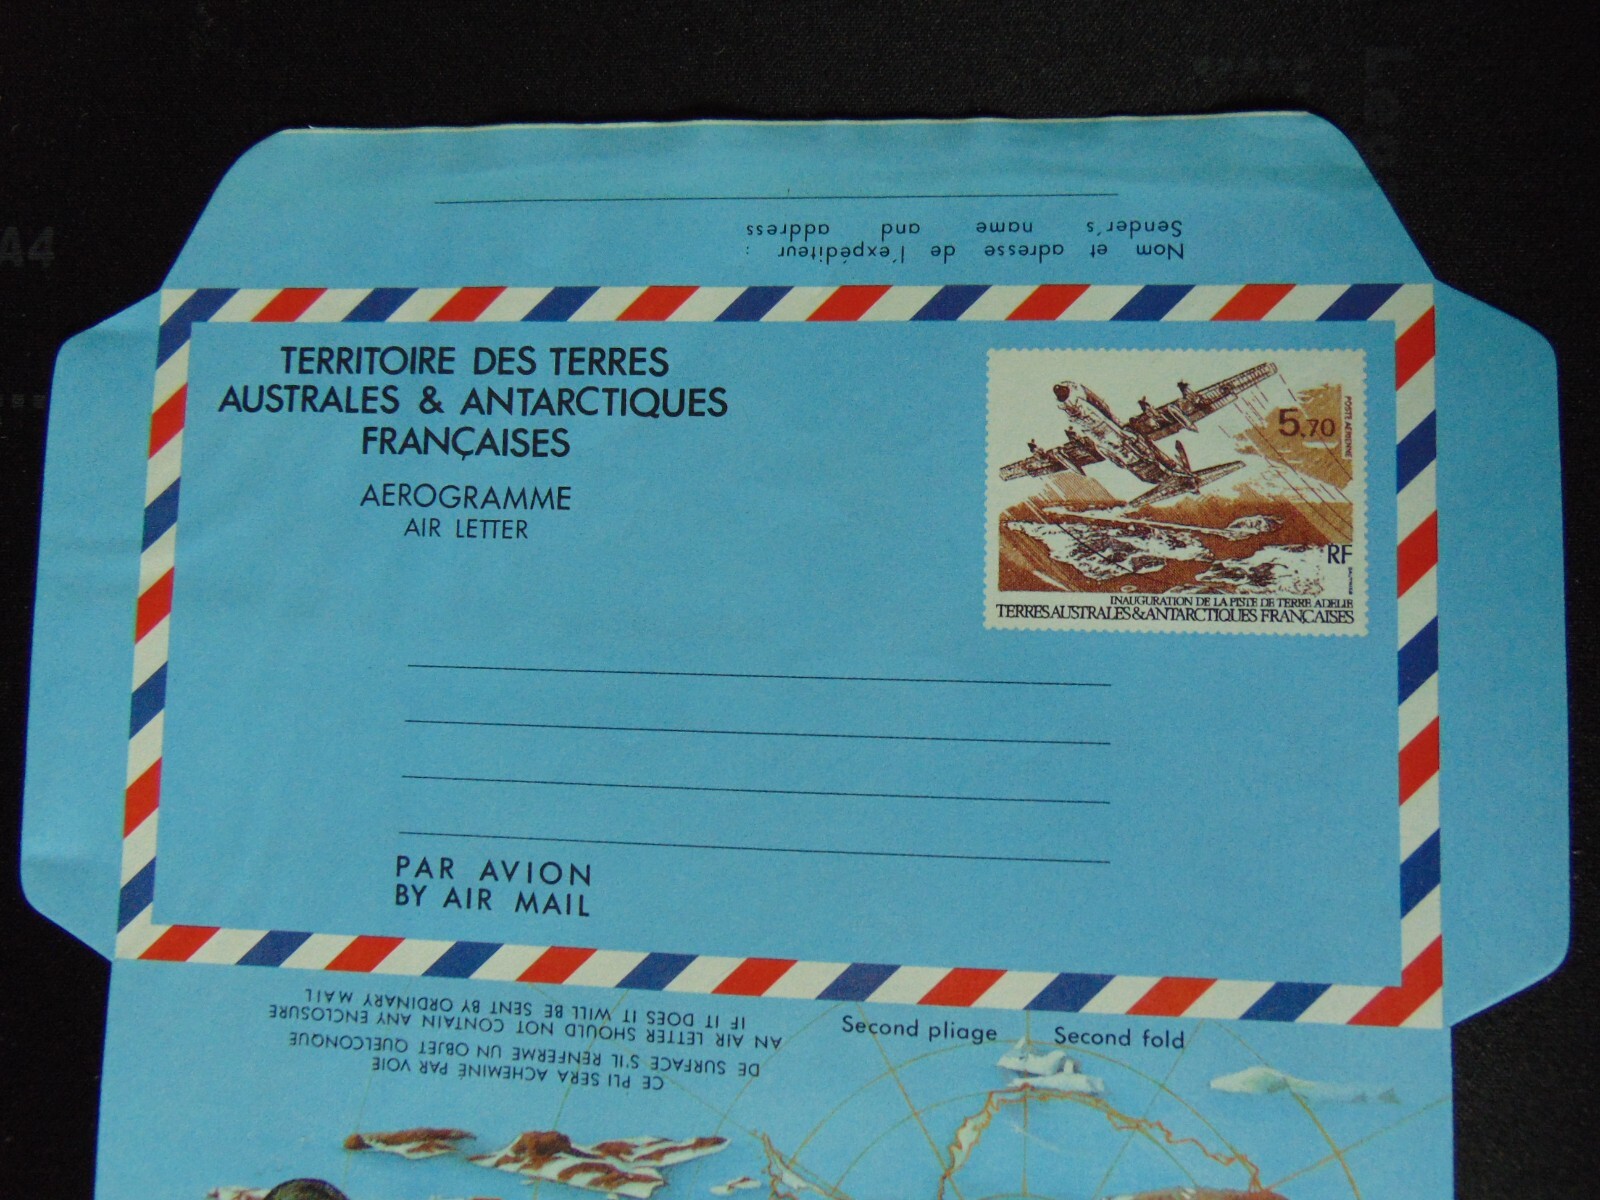 Nom et adresse de l'expéditeur :
Sender's name and address
TERRITOIRE DES TERRES
AUSTRALES & ANTARCTIQUES
FRANÇAISES
AEROGRAMME
AIR LETTER
5,70
POSTE AERIENNE
RF
INAUGURATION DE LA PISTE DE TERRE ADELIE
TERRES AUSTRALES & ANTARCTIQUES FRANÇAISES
PAR AVION
BY AIR MAIL
Second pliage
Second fold
CE PLI SERA ACHEMINÉ PAR VOIE
DE SURFACE S'IL RENFERME UN OBJET QUELCONQUE
AN AIR LETTER SHOULD NOT CONTAIN ANY ENCLOSURE
IF IT DOES IT WILL BE SENT BY ORDINARY MAIL
A4